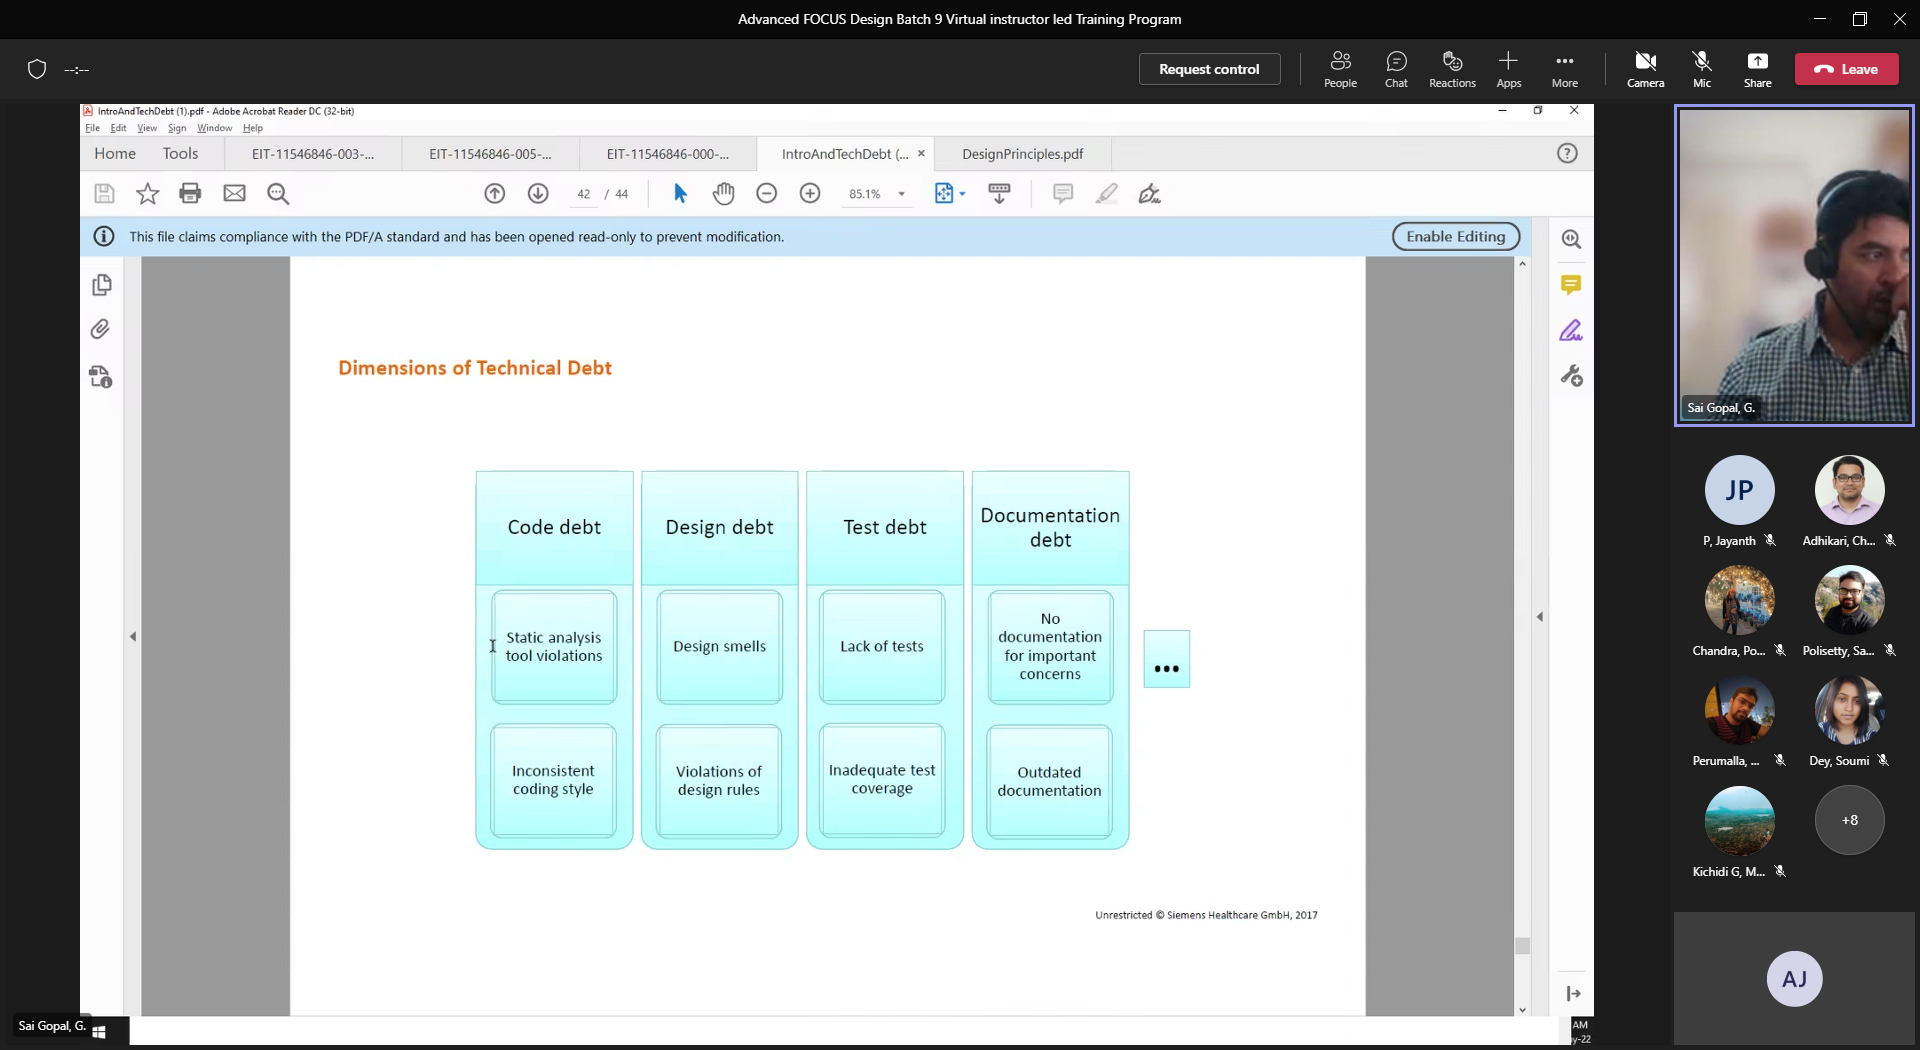 Advanced FOCUS Design Batch 9 Virtual instructor led Training Program
--:--
Request control
People
Chat
Reactions
Apps
More
Camera
Mic
Share
Leave
IntroAndTechDebt (1).pdf - Adobe Acrobat Reader DC (32-bit)
File Edit View Sign Window Help
Home Tools EIT-11546846-003-... EIT-11546846-005-... EIT-11546846-000-... IntroAndTechDebt (... DesignPrinciples.pdf
42 / 44 85.1%
This file claims compliance with the PDF/A standard and has been opened read-only to prevent modification.
Enable Editing
Dimensions of Technical Debt
Code debt
Static analysis
tool violations
Inconsistent
coding style
Design debt
Design smells
Violations of
design rules
Test debt
Lack of tests
Inadequate test
coverage
Documentation
debt
No
documentation
for important
concerns
Outdated
documentation
...
Unrestricted © Siemens Healthcare GmbH, 2017
Sai Gopal, G.
JP
P, Jayanth
Adhikari, Ch...
Chandra, Po...
Polisetty, Sa...
Perumalla, ...
Dey, Soumi
Kichidi G, M...
+8
AJ
Sai Gopal, G.
AM
y-22